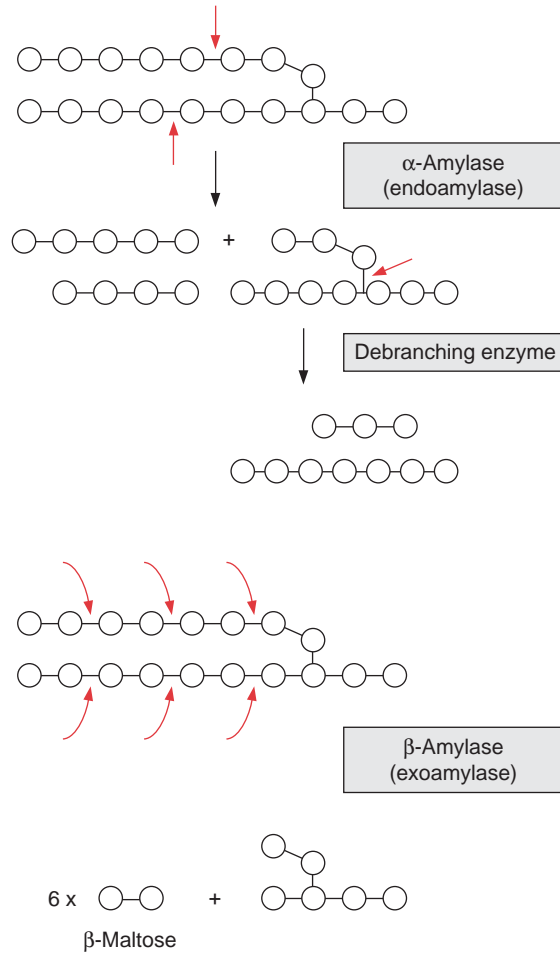 α-Amylase
(endoamylase)
+
Debranching enzyme
β-Amylase
(exoamylase)
6 x
+
β-Maltose